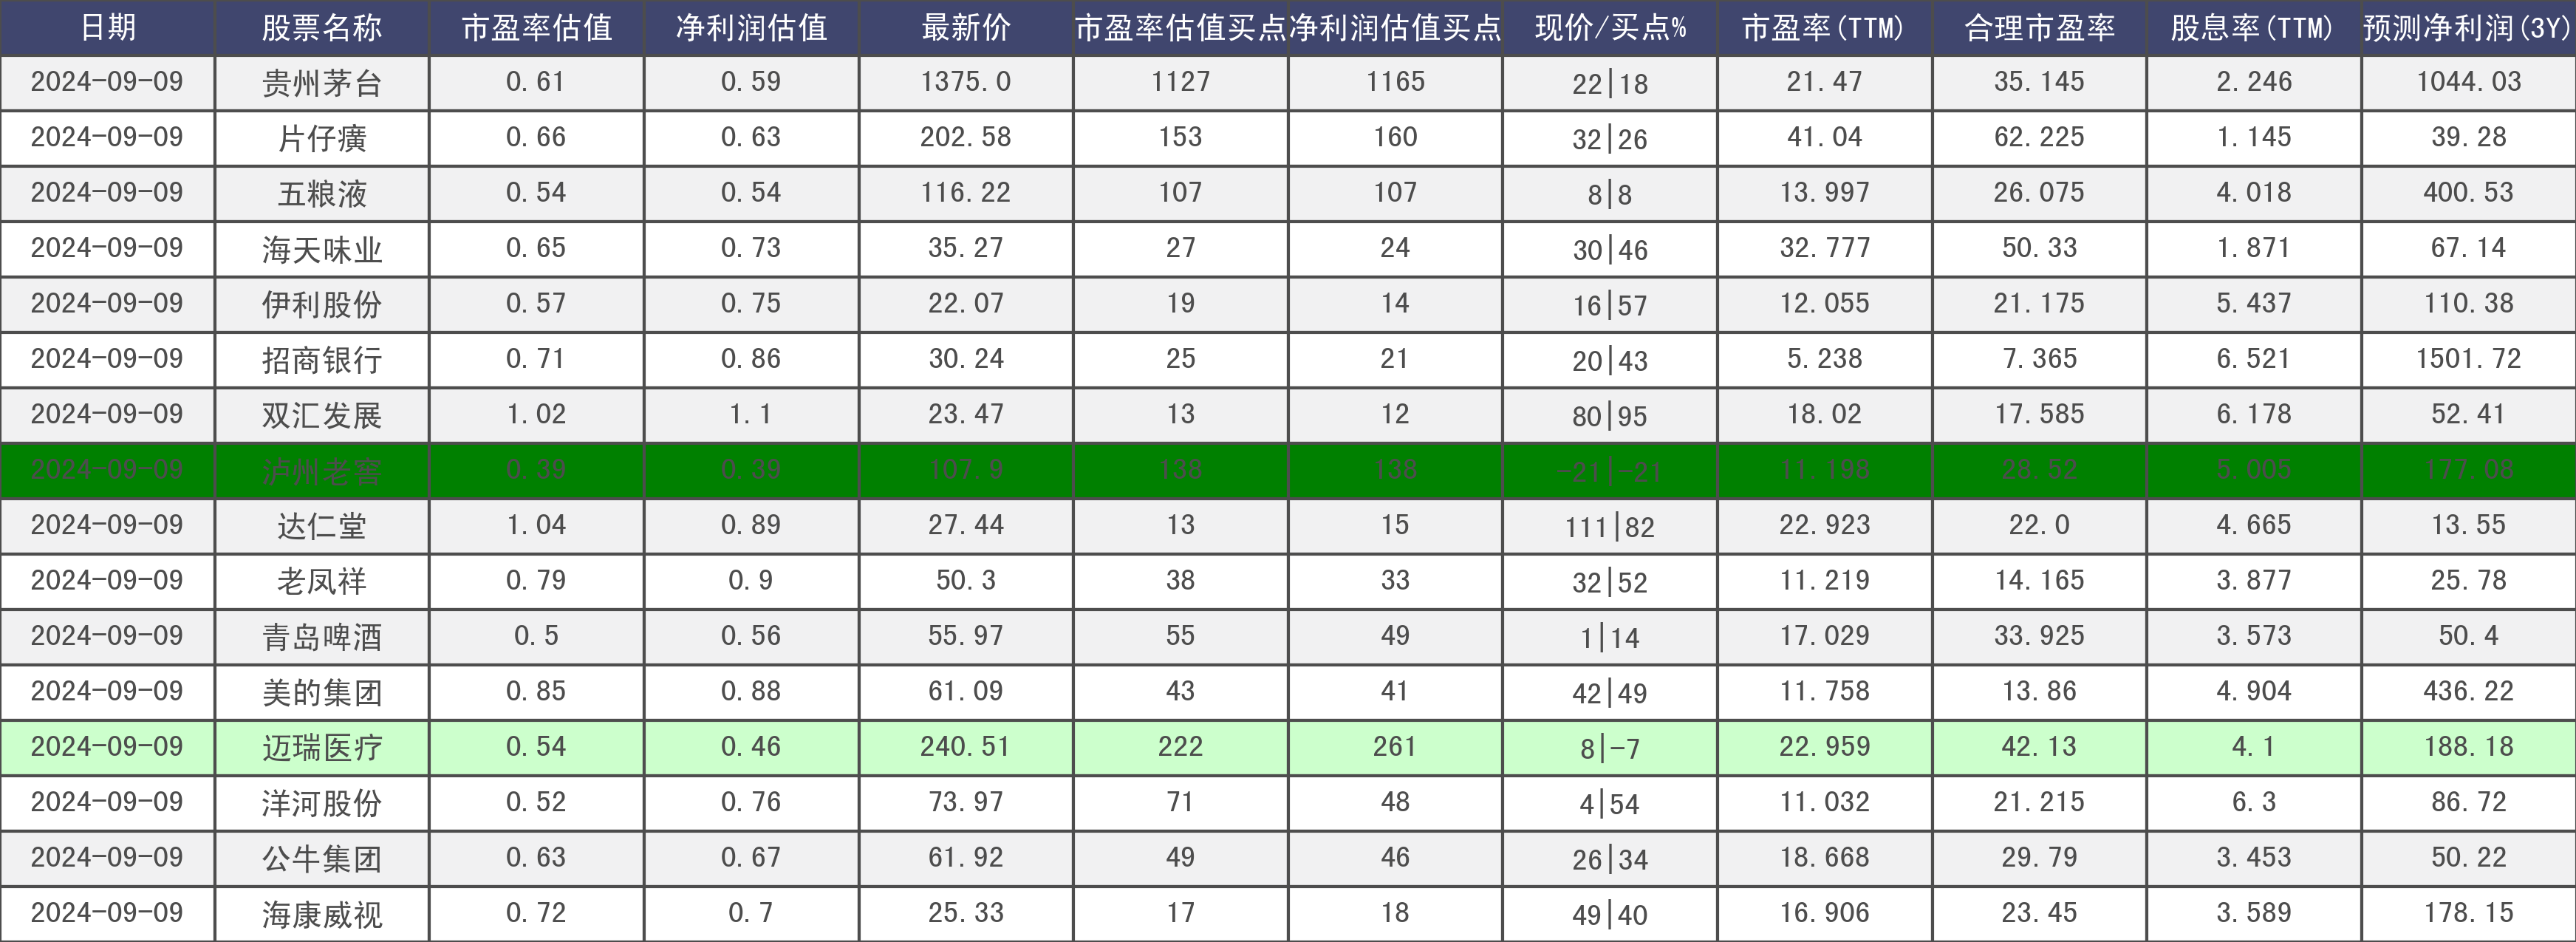 日期 股票名称 市盈率估值 净利润估值 最新价 市盈率估值买点 净利润估值买点 现价/买点% 市盈率(TTM) 合理市盈率 股息率(TTM) 预测净利润(3Y)
2024-09-09 贵州茅台 0.61 0.59 1375.0 1127 1165 22|18 21.47 35.145 2.246 1044.03
2024-09-09 片仔癀 0.66 0.63 202.58 153 160 32|26 41.04 62.225 1.145 39.28
2024-09-09 五粮液 0.54 0.54 116.22 107 107 8|8 13.997 26.075 4.018 400.53
2024-09-09 海天味业 0.65 0.73 35.27 27 24 30|46 32.777 50.33 1.871 67.14
2024-09-09 伊利股份 0.57 0.75 22.07 19 14 16|57 12.055 21.175 5.437 110.38
2024-09-09 招商银行 0.71 0.86 30.24 25 21 20|43 5.238 7.365 6.521 1501.72
2024-09-09 双汇发展 1.02 1.1 23.47 13 12 80|95 18.02 17.585 6.178 52.41
2024-09-09 泸州老窖 0.39 0.39 107.9 138 138 -21|-21 11.198 28.52 5.005 177.08
2024-09-09 达仁堂 1.04 0.89 27.44 13 15 111|82 22.923 22.0 4.665 13.55
2024-09-09 老凤祥 0.79 0.9 50.3 38 33 32|52 11.219 14.165 3.877 25.78
2024-09-09 青岛啤酒 0.5 0.56 55.97 55 49 1|14 17.029 33.925 3.573 50.4
2024-09-09 美的集团 0.85 0.88 61.09 43 41 42|49 11.758 13.86 4.904 436.22
2024-09-09 迈瑞医疗 0.54 0.46 240.51 222 261 8|-7 22.959 42.13 4.1 188.18
2024-09-09 洋河股份 0.52 0.76 73.97 71 48 4|54 11.032 21.215 6.3 86.72
2024-09-09 公牛集团 0.63 0.67 61.92 49 46 26|34 18.668 29.79 3.453 50.22
2024-09-09 海康威视 0.72 0.7 25.33 17 18 49|40 16.906 23.45 3.589 178.15